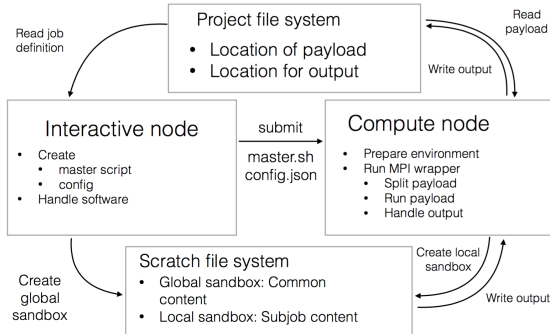 Project file system
• Location of payload
• Location for output
Read job
definition
Read
payload
Write output
Interactive node
• Create
• master script
• config
• Handle software
submit
master.sh
config.json
Compute node
• Prepare environment
• Run MPI wrapper
• Split payload
• Run payload
• Handle output
Create
global
sandbox
Scratch file system
• Global sandbox: Common
content
• Local sandbox: Subjob content
Create local
sandbox
Write output